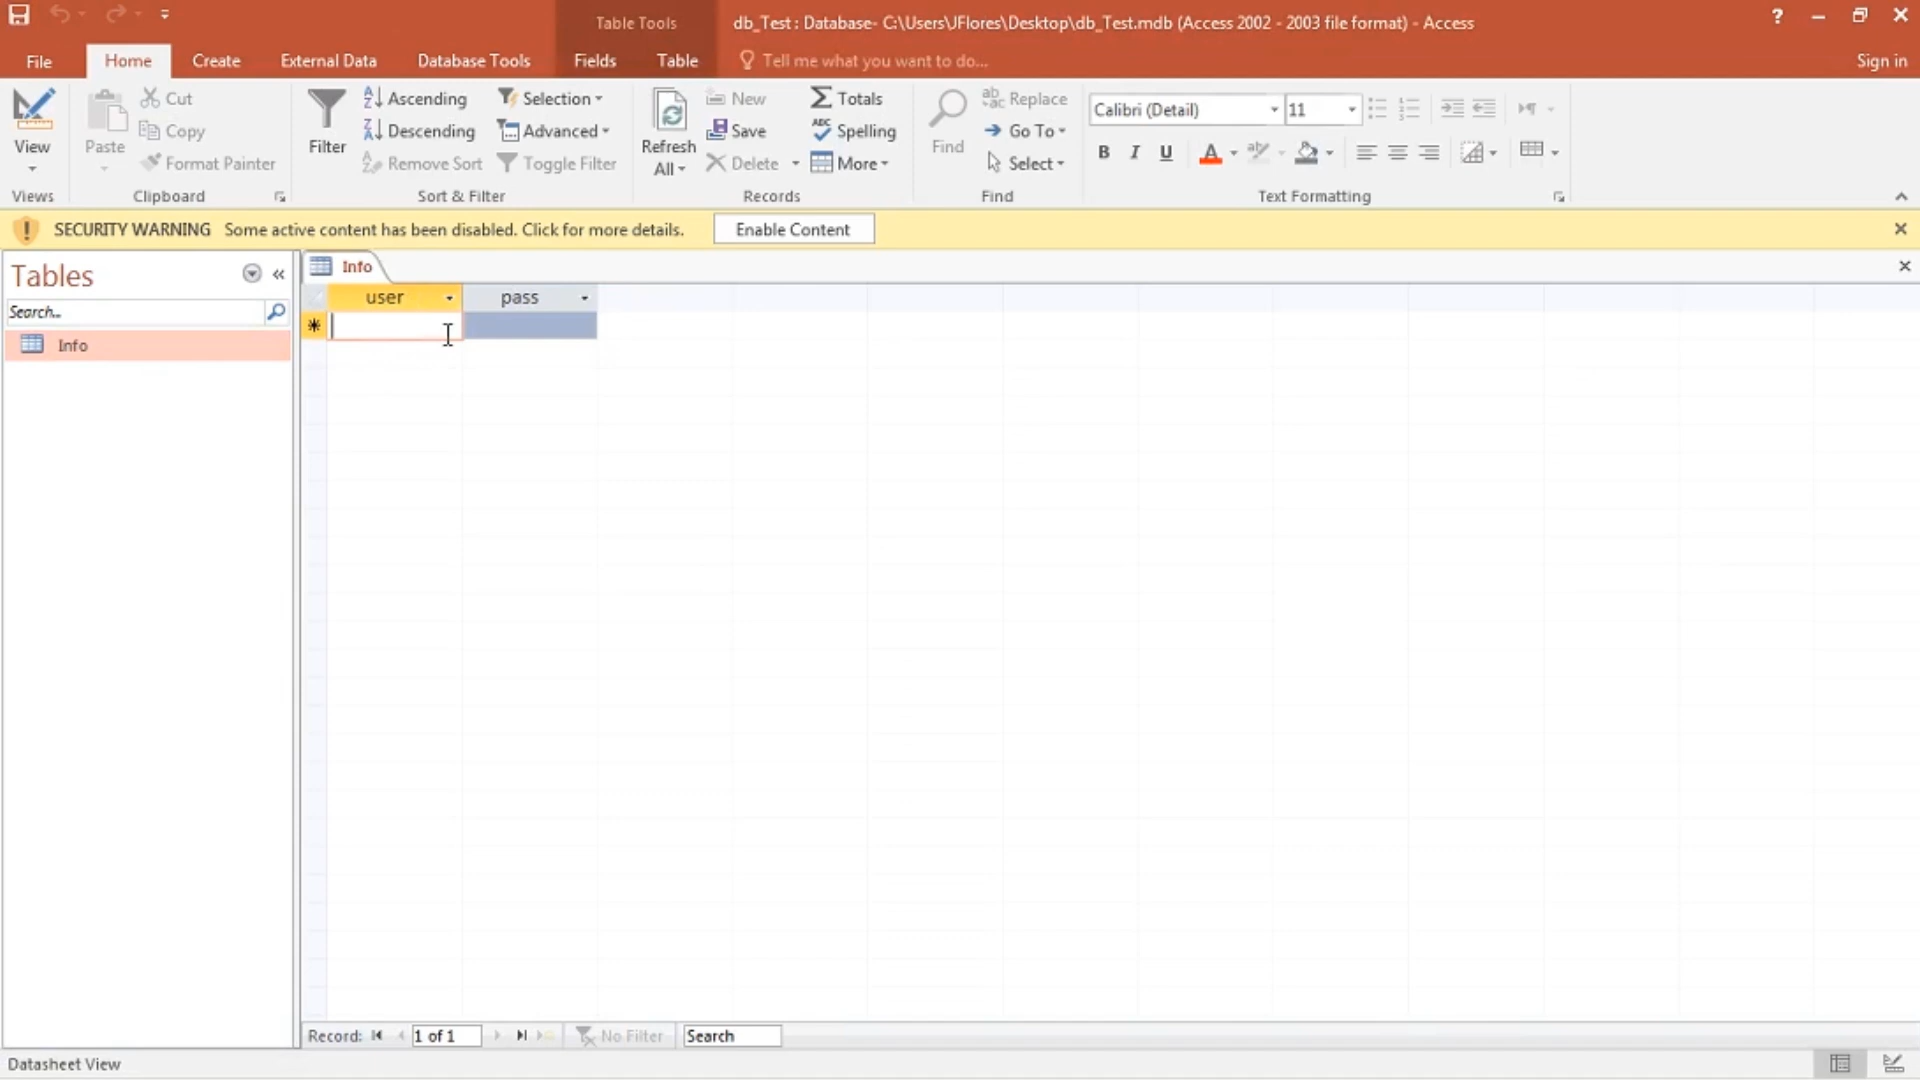 Table Tools
db_Test : Database- C:\Users\JFlores\Desktop\db_Test.mdb (Access 2002 - 2003 file format) - Access
?
File
Home
Create
External Data
Database Tools
Fields
Table
Tell me what you want to do...
Sign in
View
Paste
Cut
Copy
Format Painter
Filter
Ascending
Descending
Remove Sort
Selection
Advanced
Toggle Filter
Refresh
All
New
Save
Delete
Totals
Spelling
More
Find
Replace
Go To
Select
Calibri (Detail)
11
B I U
Views
Clipboard
Sort & Filter
Records
Find
Text Formatting
SECURITY WARNING Some active content has been disabled. Click for more details.
Enable Content
Tables
Search..
Info
Info
user
pass
Record:
1 of 1
No Filter
Search
Datasheet View